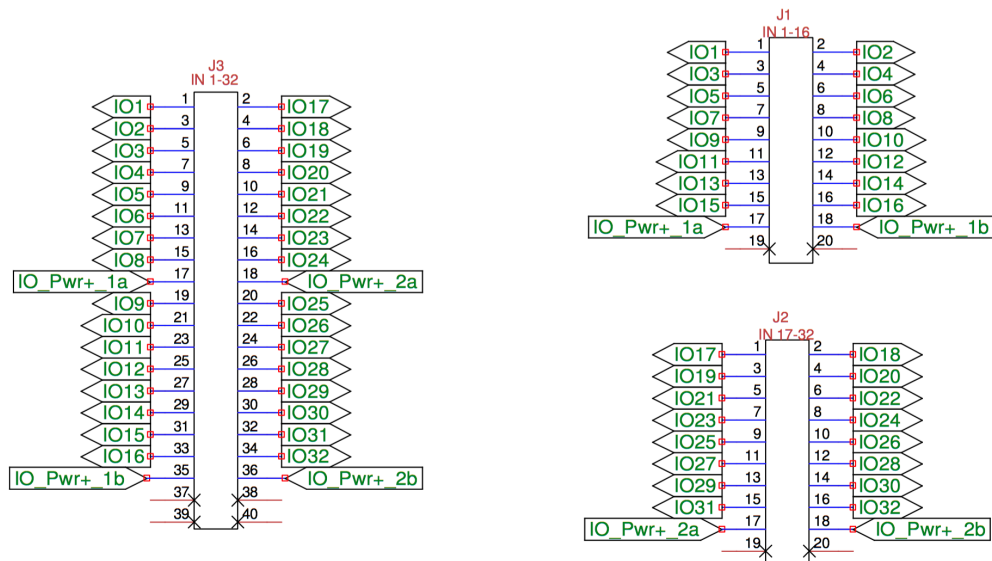 J3
IN 1-32
IO1 1 2 IO17
IO2 3 4 IO18
IO3 5 6 IO19
IO4 7 8 IO20
IO5 9 10 IO21
IO6 11 12 IO22
IO7 13 14 IO23
IO8 15 16 IO24
IO_Pwr+_1a 17 18 IO_Pwr+_2a
IO9 19 20 IO25
IO10 21 22 IO26
IO11 23 24 IO27
IO12 25 26 IO28
IO13 27 28 IO29
IO14 29 30 IO30
IO15 31 32 IO31
IO16 33 34 IO32
IO_Pwr+_1b 35 36 IO_Pwr+_2b
37 38
39 40
J1
IN 1-16
IO1 1 2 IO2
IO3 3 4 IO4
IO5 5 6 IO6
IO7 7 8 IO8
IO9 9 10 IO10
IO11 11 12 IO12
IO13 13 14 IO14
IO15 15 16 IO16
IO_Pwr+_1a 17 18 IO_Pwr+_1b
19 20
J2
IN 17-32
IO17 1 2 IO18
IO19 3 4 IO20
IO21 5 6 IO22
IO23 7 8 IO24
IO25 9 10 IO26
IO27 11 12 IO28
IO29 13 14 IO30
IO31 15 16 IO32
IO_Pwr+_2a 17 18 IO_Pwr+_2b
19 20